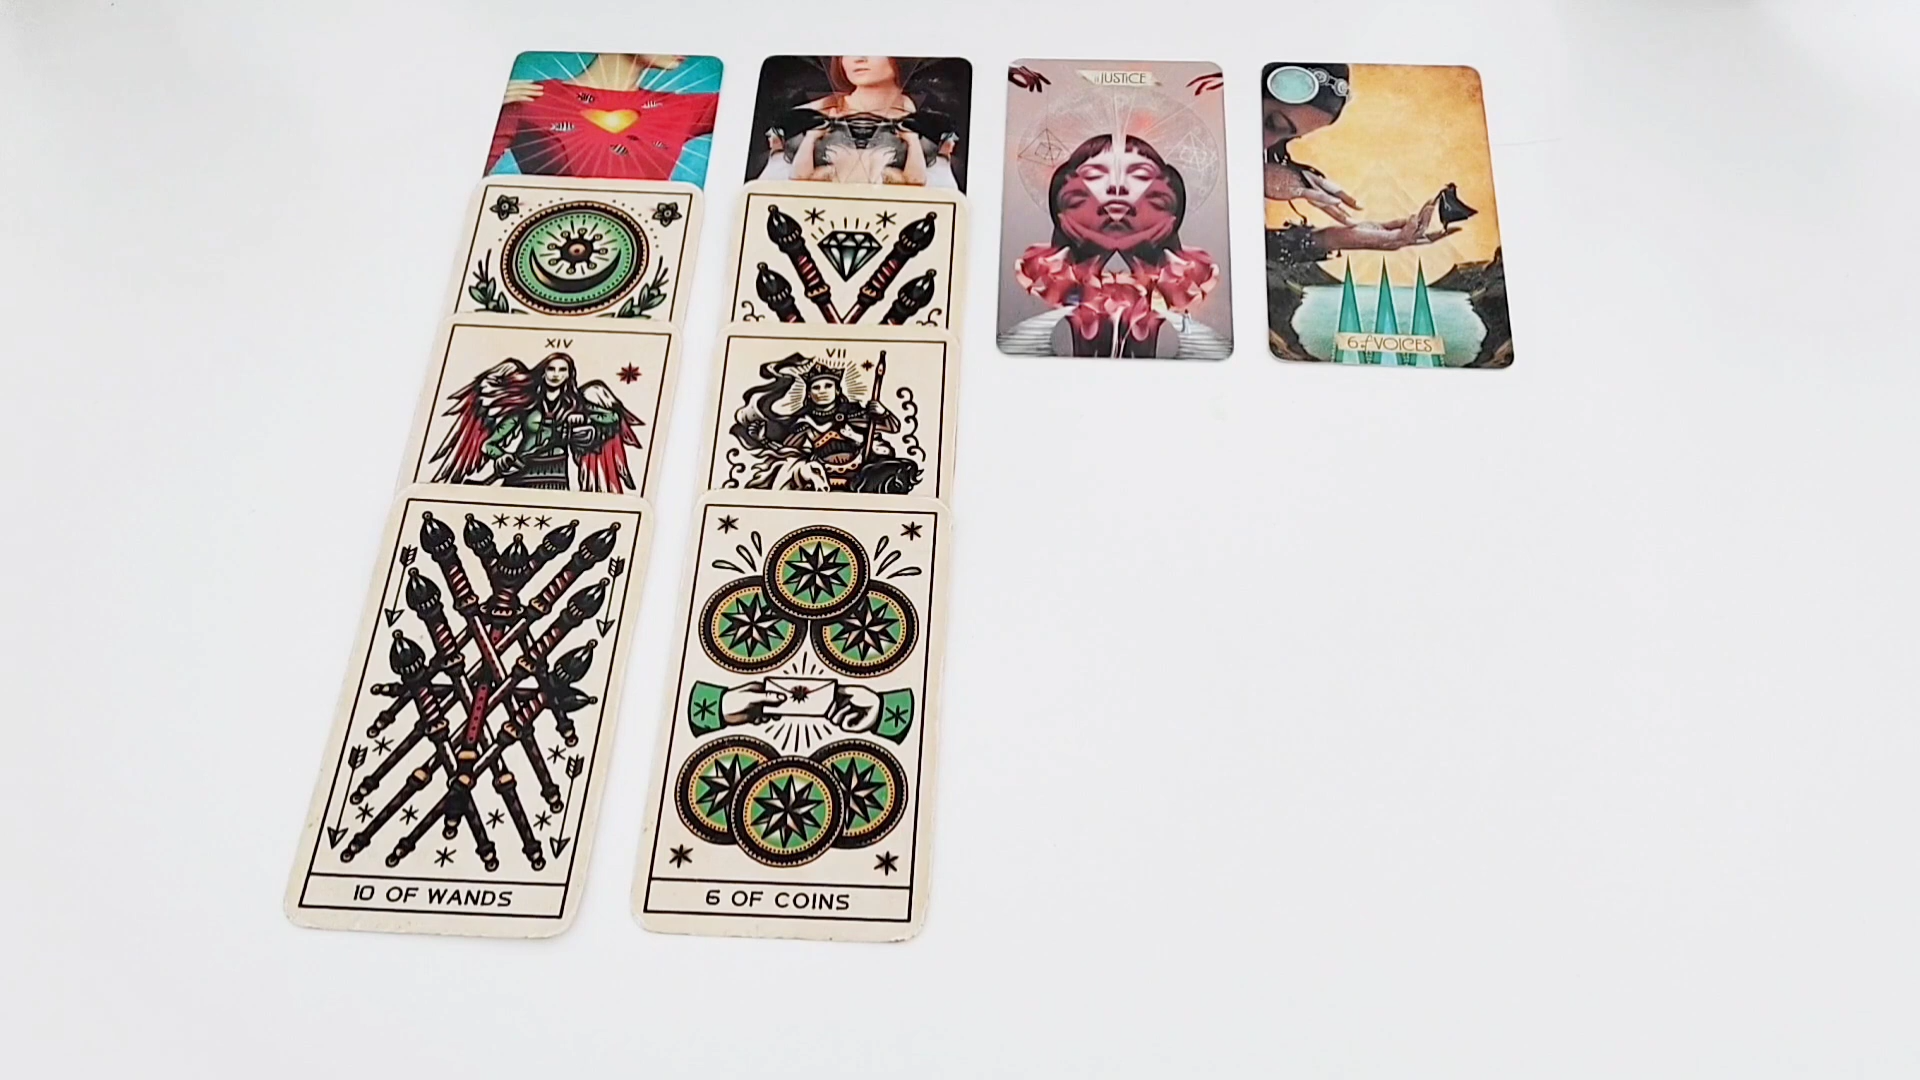 JUSTICE
6 of VOICES
XIV
VII
10 OF WANDS
6 OF COINS